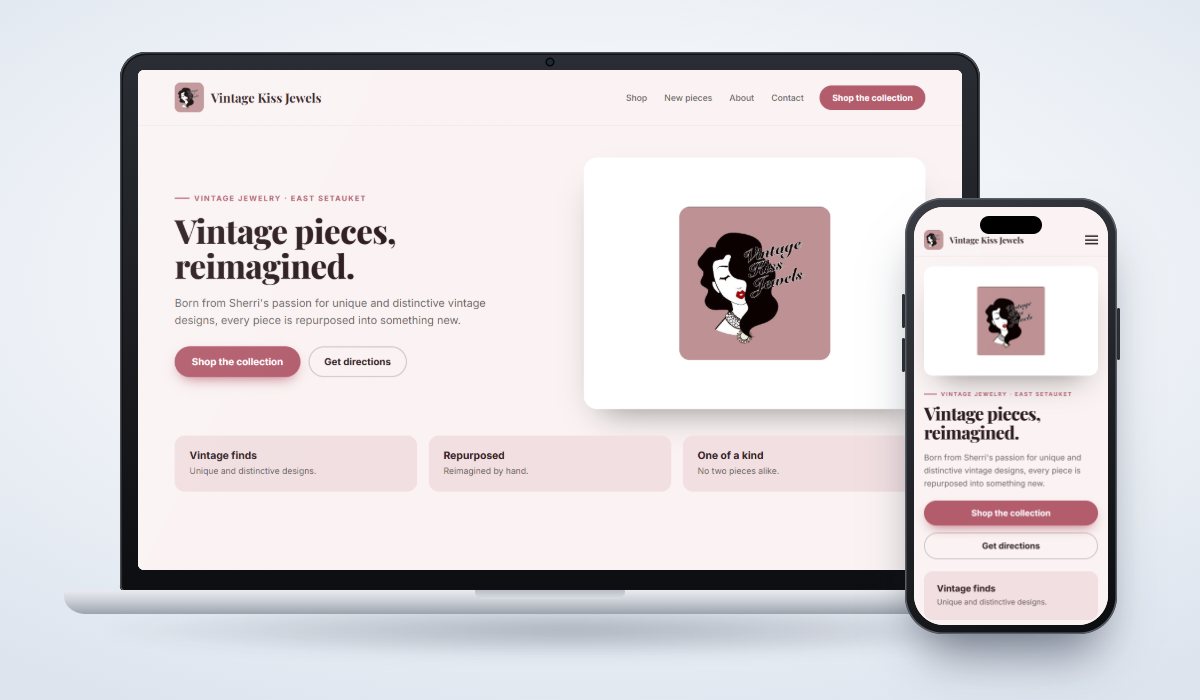 Vintage Kiss Jewels
Shop New pieces About Contact Shop the collection
VINTAGE JEWELRY · EAST SETAUKET
Vintage pieces,
reimagined.
Born from Sherri's passion for unique and distinctive vintage
designs, every piece is repurposed into something new.
Shop the collection Get directions
Vintage
Kiss
Jewels
Vintage finds
Unique and distinctive designs.
Repurposed
Reimagined by hand.
One of a kind
No two pieces alike.
Vintage Kiss Jewels
Vintage
Kiss
Jewels
VINTAGE JEWELRY · EAST SETAUKET
Vintage pieces,
reimagined.
Born from Sherri's passion for unique and
distinctive vintage designs, every piece is
repurposed into something new.
Shop the collection
Get directions
Vintage finds
Unique and distinctive designs.